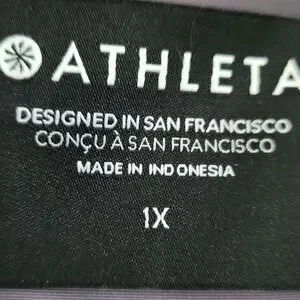 ATHLETA
DESIGNED IN SAN FRANCISCO
CONÇU À SAN FRANCISCO
MADE IN INDONESIA
1X